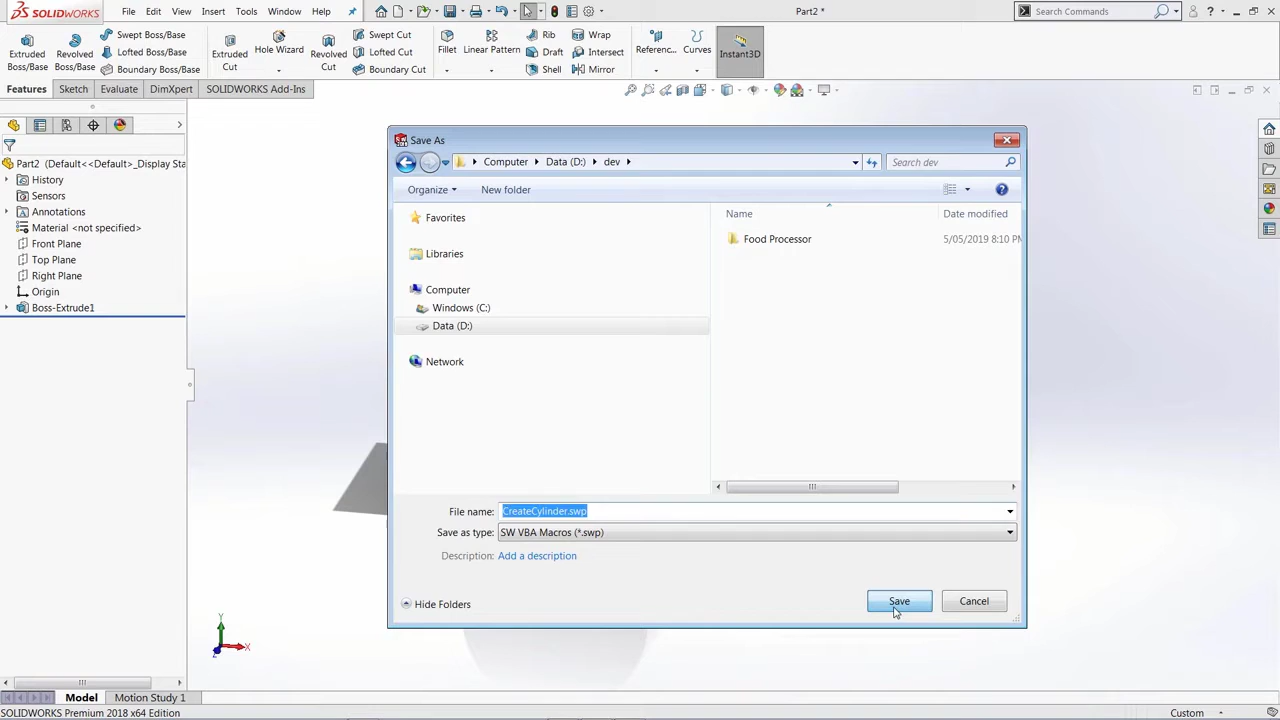 SOLIDWORKS
File Edit View Insert Tools Window Help
Part2 *
Search Commands
Extruded Boss/Base
Revolved Boss/Base
Swept Boss/Base
Lofted Boss/Base
Boundary Boss/Base
Extruded Cut
Hole Wizard
Revolved Cut
Swept Cut
Lofted Cut
Boundary Cut
Fillet
Linear Pattern
Rib
Draft
Shell
Wrap
Intersect
Mirror
Referenc...
Curves
Instant3D
Features Sketch Evaluate DimXpert SOLIDWORKS Add-Ins
Part2 (Default<<Default>_Display Sta
History
Sensors
Annotations
Material <not specified>
Front Plane
Top Plane
Right Plane
Origin
Boss-Extrude1
Save As
Computer Data (D:) dev
Search dev
Organize New folder
Favorites
Libraries
Computer
Windows (C:)
Data (D:)
Network
Name Date modified
Food Processor 5/05/2019 8:10 PM
File name: CreateCylinder.swp
Save as type: SW VBA Macros (*.swp)
Description: Add a description
Hide Folders
Save Cancel
Y
X
Z
Model Motion Study 1
SOLIDWORKS Premium 2018 x64 Edition
Custom